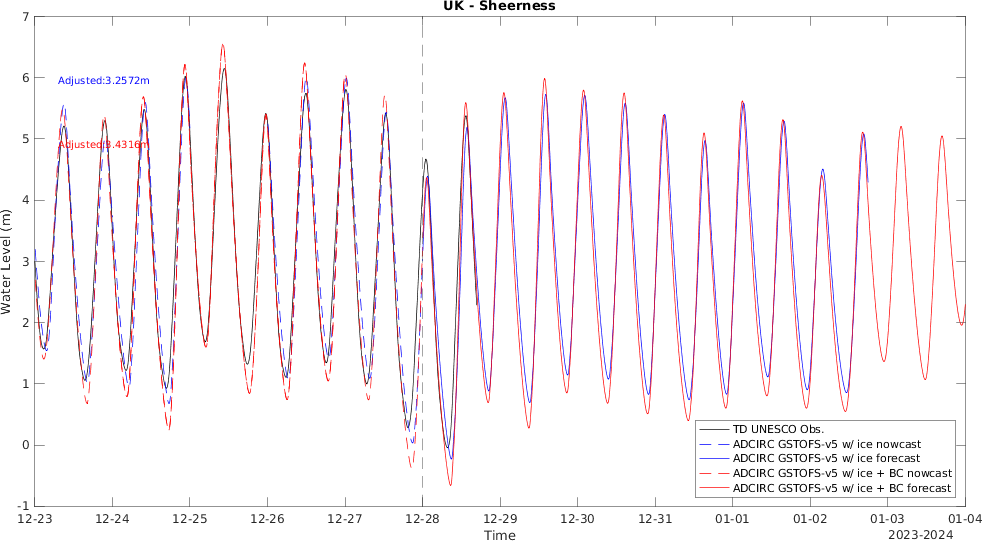 UK - Sheerness
7
6
5
4
3
2
1
0
-1
Water Level (m)
Adjusted:3.2572m
Adjusted:3.4316m
TD UNESCO Obs.
ADCIRC GSTOFS-v5 w/ ice nowcast
ADCIRC GSTOFS-v5 w/ ice forecast
ADCIRC GSTOFS-v5 w/ ice + BC nowcast
ADCIRC GSTOFS-v5 w/ ice + BC forecast
12-23 12-24 12-25 12-26 12-27 12-28 12-29 12-30 12-31 01-01 01-02 01-03 01-04
Time
2023-2024